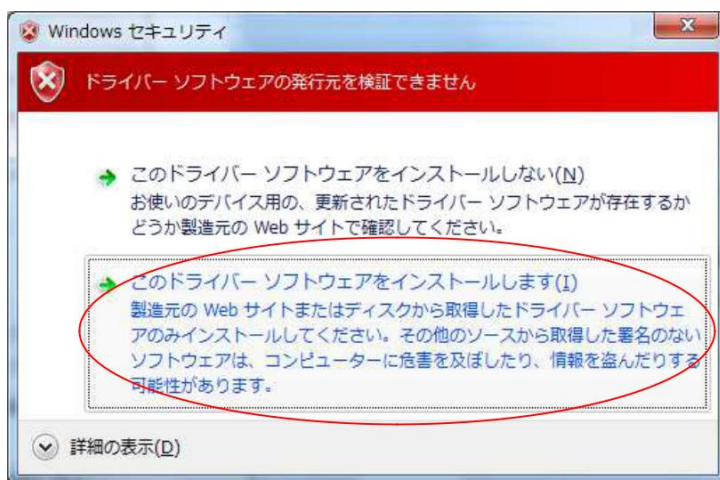 Windows セキュリティ
ドライバー ソフトウェアの発行元を検証できません
このドライバー ソフトウェアをインストールしない(N)
お使いのデバイス用の、更新されたドライバー ソフトウェアが存在するか
どうか製造元の Web サイトで確認してください。
このドライバー ソフトウェアをインストールします(I)
製造元の Web サイトまたはディスクから取得したドライバー ソフトウェ
アのみインストールしてください。その他のソースから取得した署名のない
ソフトウェアは、コンピューターに危害を及ぼしたり、情報を盗んだりする
可能性があります。
詳細の表示(D)